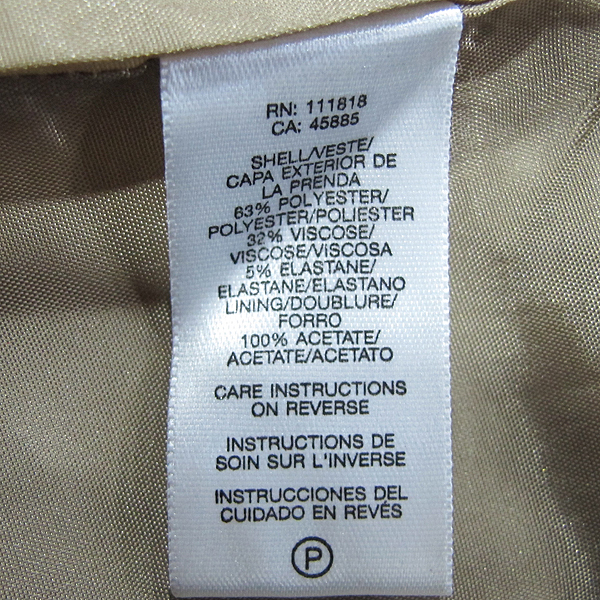 RN: 111818
CA: 45885
SHELL/VESTE/
CAPA EXTERIOR DE
LA PRENDA
63% POLYESTER/
POLYESTER/POLIESTER
32% VISCOSE/
VISCOSE/VISCOSA
5% ELASTANE/
ELASTANE/ELASTANO
LINING/DOUBLURE/
FORRO
100% ACETATE/
ACETATE/ACETATO
CARE INSTRUCTIONS
ON REVERSE
INSTRUCTIONS DE
SOIN SUR L'INVERSE
INSTRUCCIONES DEL
CUIDADO EN REVÉS
P